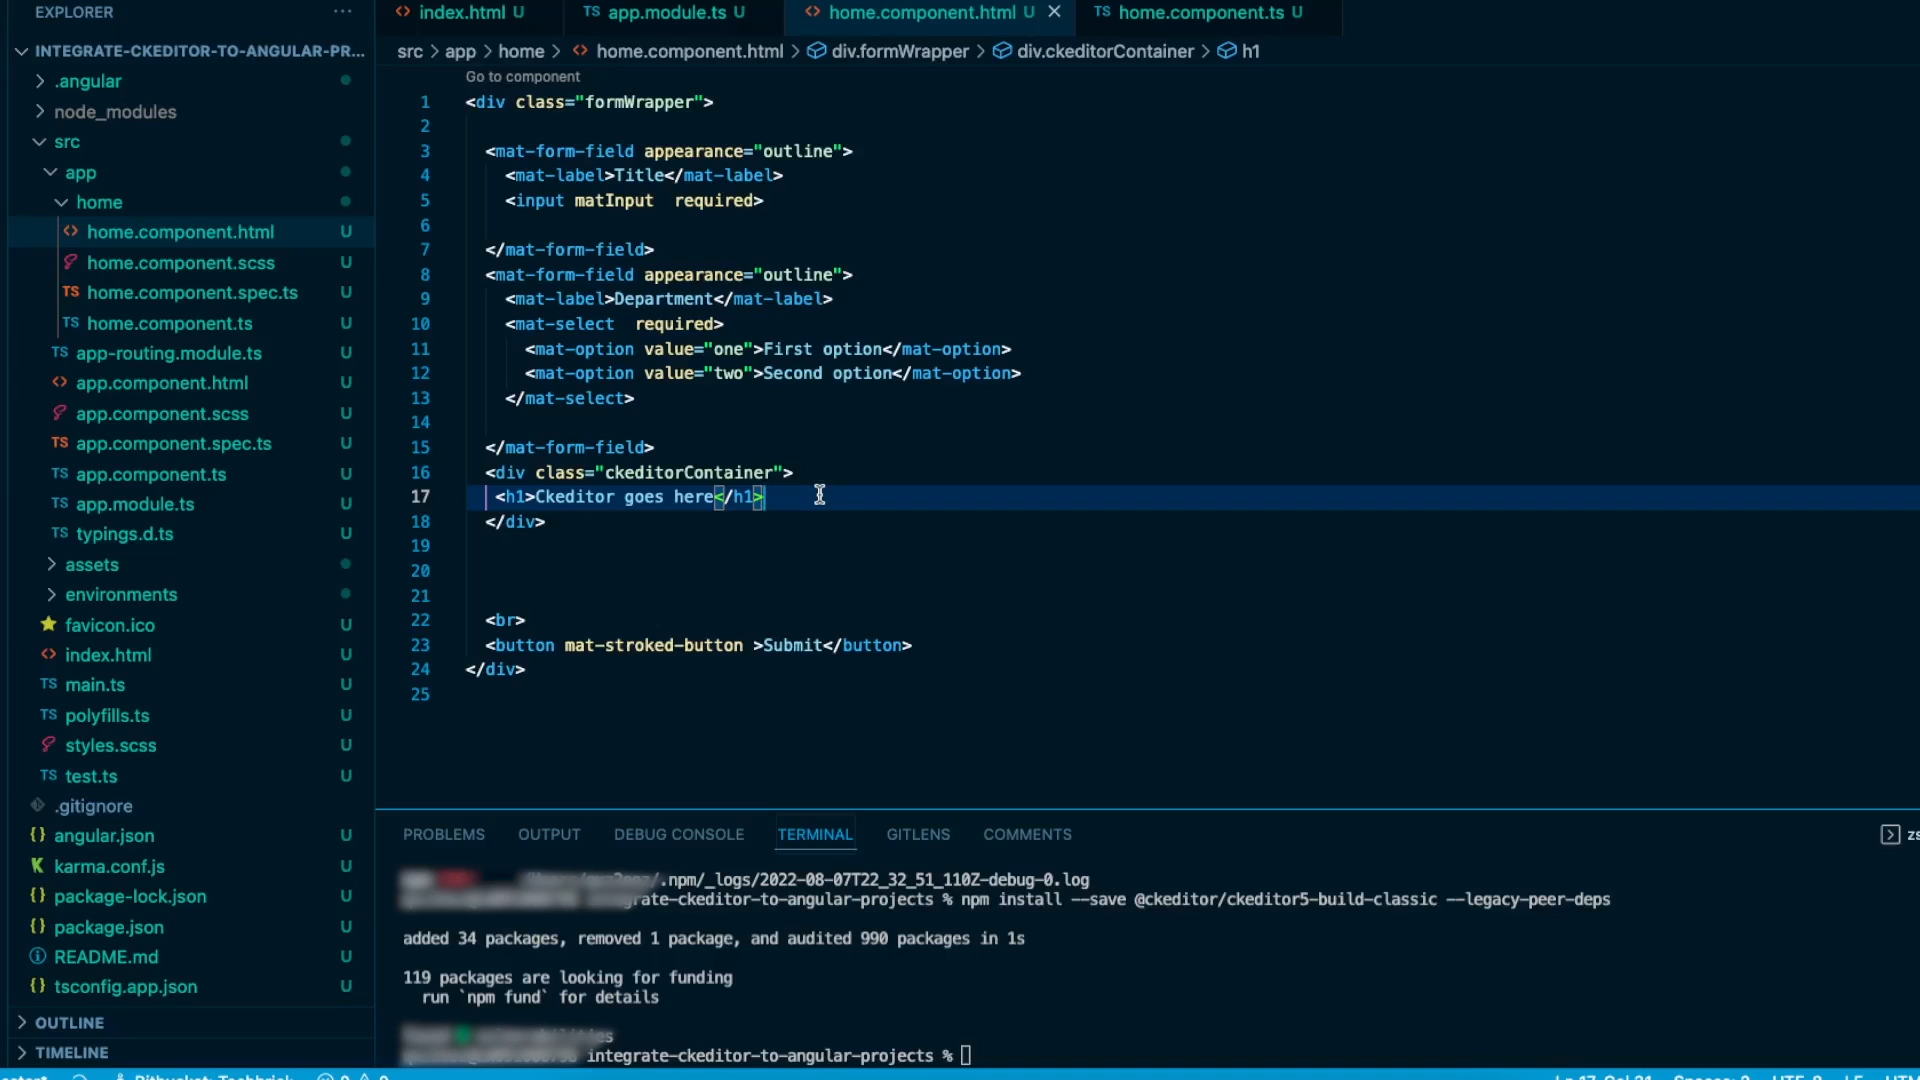 EXPLORER
···
INTEGRATE-CKEDITOR-TO-ANGULAR-PR...
.angular
node_modules
src
app
home
home.component.html U
home.component.scss U
home.component.spec.ts U
TS home.component.ts U
TS app-routing.module.ts U
app.component.html U
app.component.scss U
TS app.component.spec.ts U
TS app.component.ts U
TS app.module.ts U
TS typings.d.ts U
assets
environments
favicon.ico U
index.html U
TS main.ts U
TS polyfills.ts U
styles.scss U
TS test.ts U
.gitignore
{} angular.json U
K karma.conf.js U
{} package-lock.json U
{} package.json U
README.md U
{} tsconfig.app.json U
OUTLINE
TIMELINE
index.html U
TS app.module.ts U
home.component.html U
TS home.component.ts U
src > app > home > home.component.html > div.formWrapper > div.ckeditorContainer > h1
Go to component
1 <div class="formWrapper">
2
3 <mat-form-field appearance="outline">
4 <mat-label>Title</mat-label>
5 <input matInput  required>
6
7 </mat-form-field>
8 <mat-form-field appearance="outline">
9 <mat-label>Department</mat-label>
10 <mat-select  required>
11 <mat-option value="one">First option</mat-option>
12 <mat-option value="two">Second option</mat-option>
13 </mat-select>
14
15 </mat-form-field>
16 <div class="ckeditorContainer">
17 <h1>Ckeditor goes here</h1>
18 </div>
19
20
21
22 <br>
23 <button mat-stroked-button >Submit</button>
24 </div>
25
PROBLEMS OUTPUT DEBUG CONSOLE TERMINAL GITLENS COMMENTS
/.npm/_logs/2022-08-07T22_32_51_110Z-debug-0.log
integrate-ckeditor-to-angular-projects % npm install --save @ckeditor/ckeditor5-build-classic --legacy-peer-deps
added 34 packages, removed 1 package, and audited 990 packages in 1s
119 packages are looking for funding
run `npm fund` for details
integrate-ckeditor-to-angular-projects %